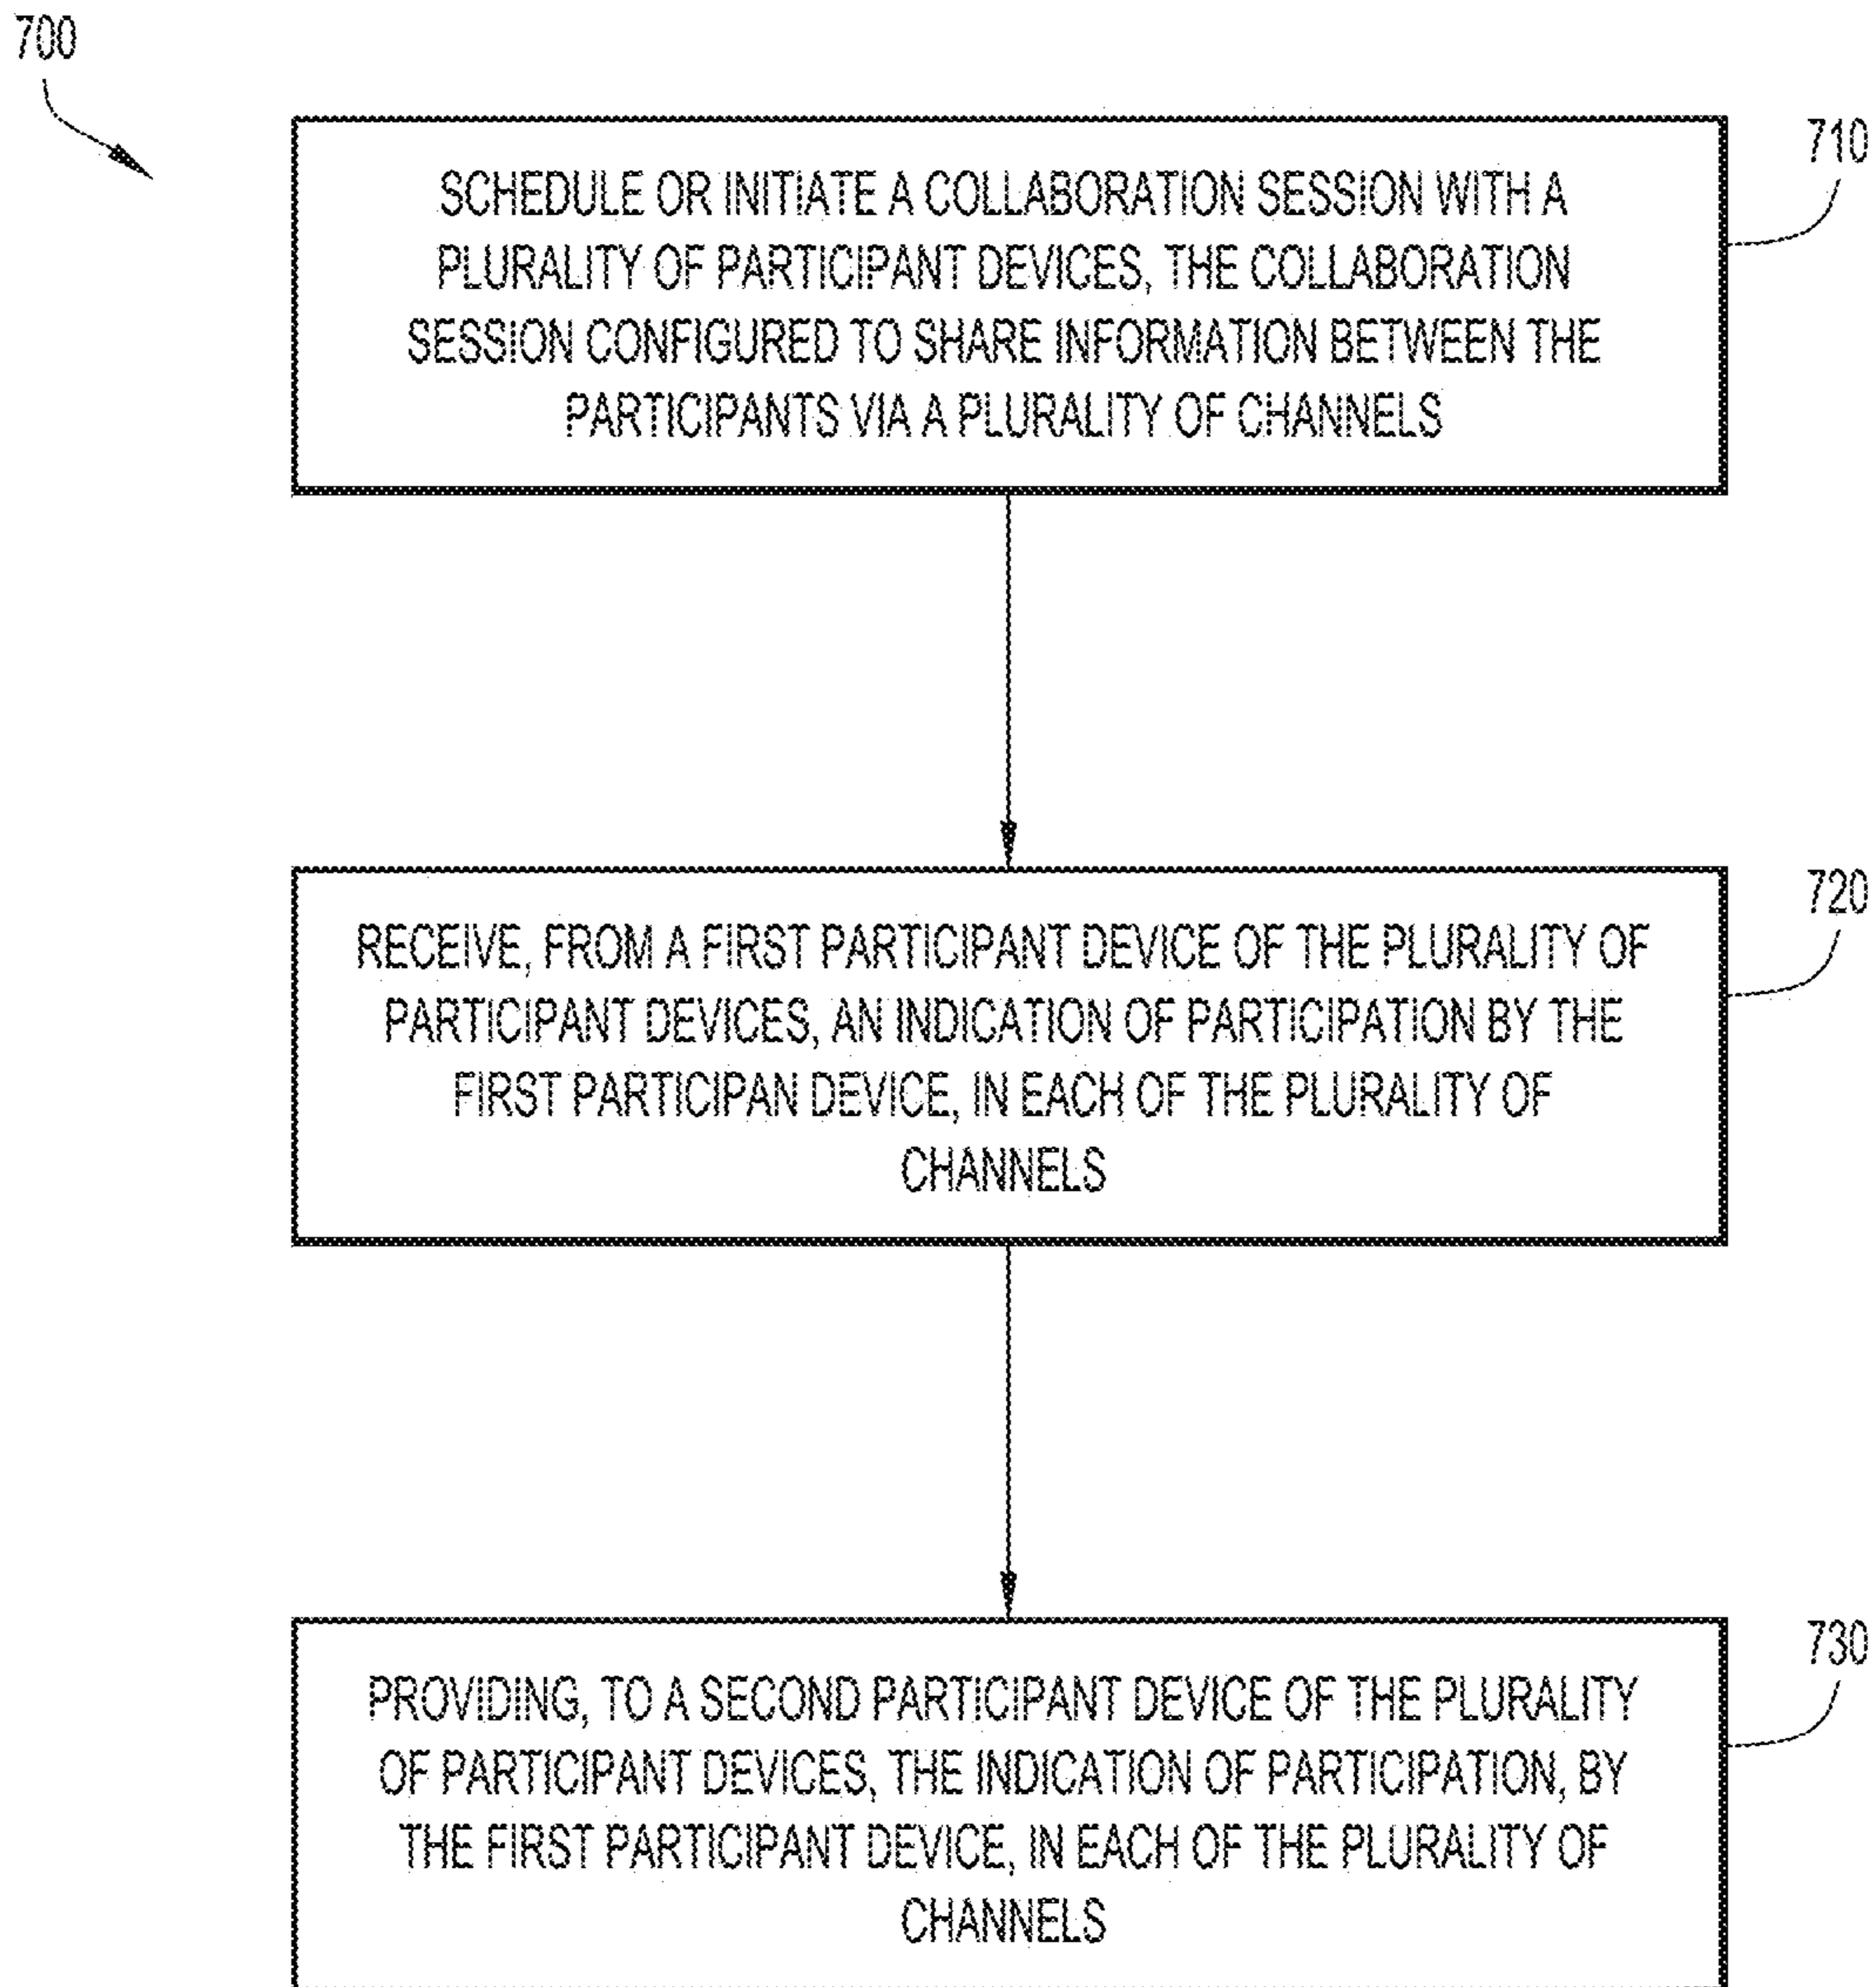 700
710
SCHEDULE OR INITIATE A COLLABORATION SESSION WITH A
PLURALITY OF PARTICIPANT DEVICES, THE COLLABORATION
SESSION CONFIGURED TO SHARE INFORMATION BETWEEN THE
PARTICIPANTS VIA A PLURALITY OF CHANNELS
720
RECEIVE, FROM A FIRST PARTICIPANT DEVICE OF THE PLURALITY OF
PARTICIPANT DEVICES, AN INDICATION OF PARTICIPATION BY THE
FIRST PARTICIPAN DEVICE, IN EACH OF THE PLURALITY OF
CHANNELS
730
PROVIDING, TO A SECOND PARTICIPANT DEVICE OF THE PLURALITY
OF PARTICIPANT DEVICES, THE INDICATION OF PARTICIPATION, BY
THE FIRST PARTICIPANT DEVICE, IN EACH OF THE PLURALITY OF
CHANNELS